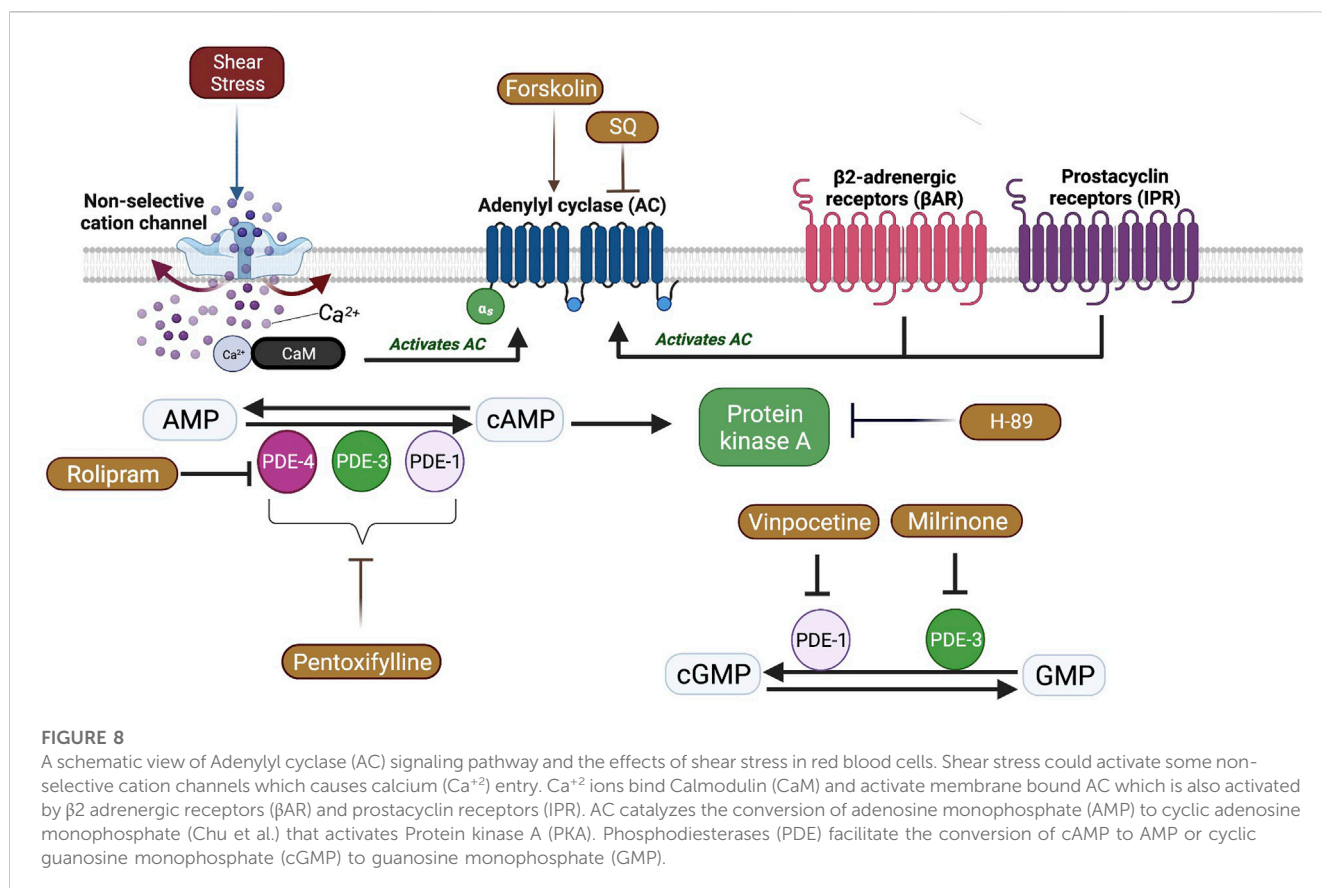 Shear
Stress
Forskolin
SQ
Non-selective
cation channel
Adenylyl cyclase (AC)
β2-adrenergic
receptors (βAR)
Prostacyclin
receptors (IPR)
αs
Ca²⁺
Ca²⁺
CaM
Activates AC
Activates AC
AMP
cAMP
Protein
kinase A
H-89
Rolipram
PDE-4
PDE-3
PDE-1
Vinpocetine
Milrinone
Pentoxifylline
PDE-1
PDE-3
cGMP
GMP
FIGURE 8
A schematic view of Adenylyl cyclase (AC) signaling pathway and the effects of shear stress in red blood cells. Shear stress could activate some non-
selective cation channels which causes calcium (Ca⁺²) entry. Ca⁺² ions bind Calmodulin (CaM) and activate membrane bound AC which is also activated
by β2 adrenergic receptors (βAR) and prostacyclin receptors (IPR). AC catalyzes the conversion of adenosine monophosphate (AMP) to cyclic adenosine
monophosphate (Chu et al.) that activates Protein kinase A (PKA). Phosphodiesterases (PDE) facilitate the conversion of cAMP to AMP or cyclic
guanosine monophosphate (cGMP) to guanosine monophosphate (GMP).